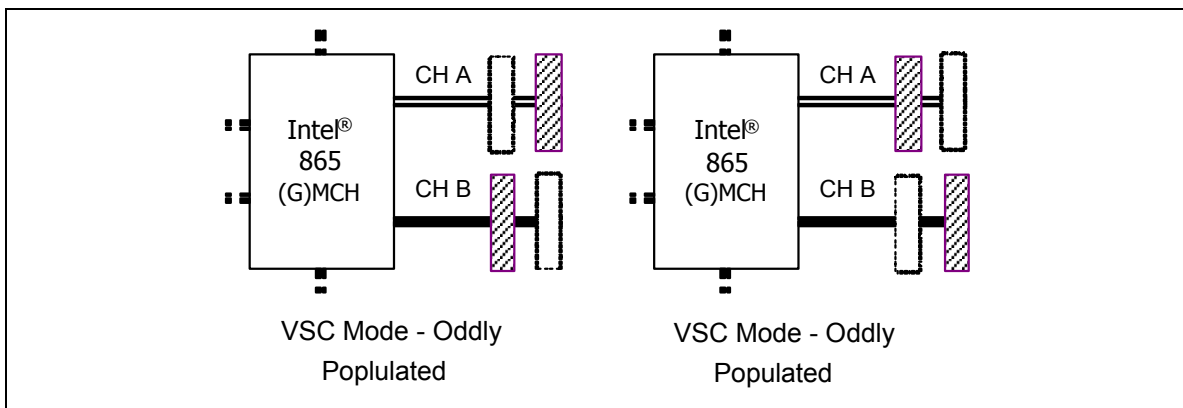 CH A
Intel®
865
(G)MCH
CH B
VSC Mode - Oddly
Poplulated
CH A
Intel®
865
(G)MCH
CH B
VSC Mode - Oddly
Populated